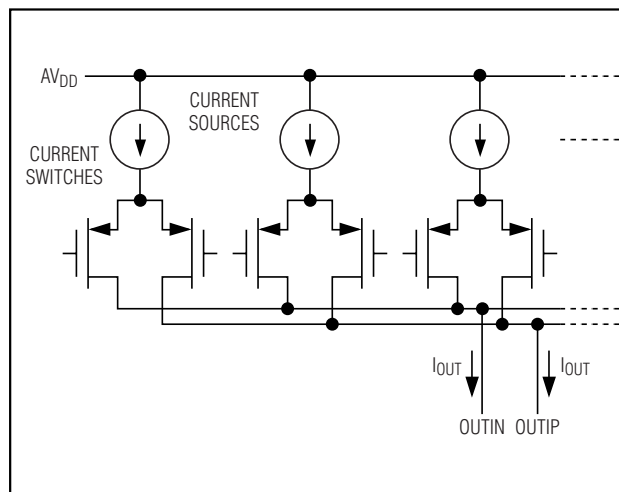 AVDD
CURRENT
SOURCES
CURRENT
SWITCHES
IOUT
IOUT
OUTIN
OUTIP